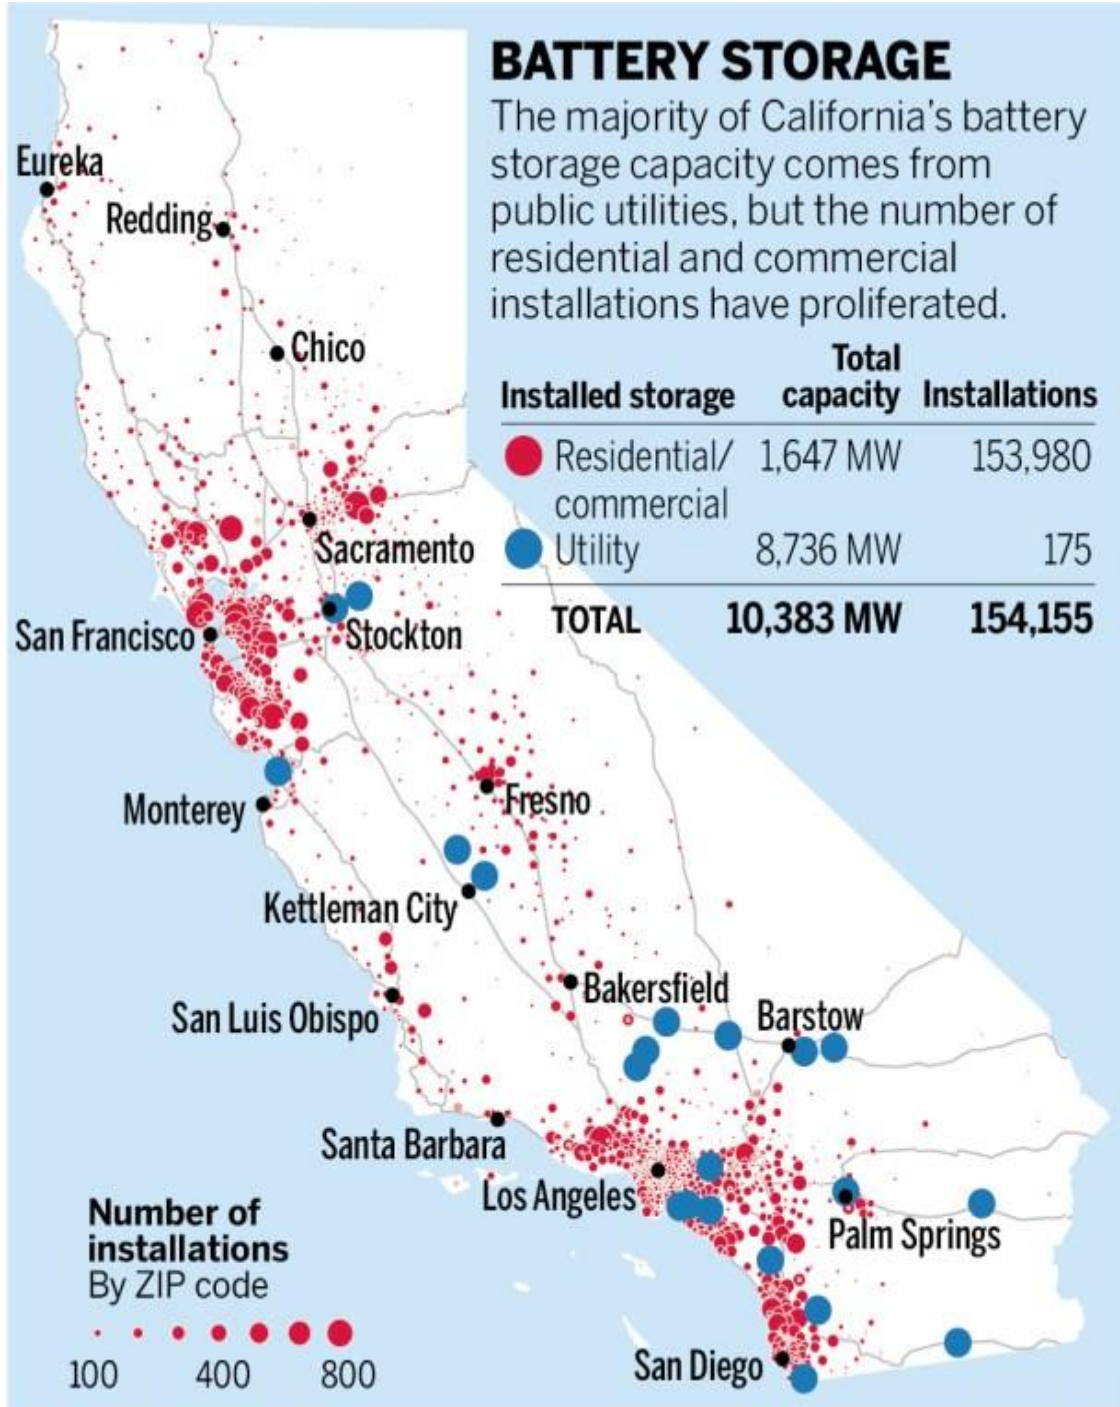 BATTERY STORAGE
The majority of California's battery
storage capacity comes from
public utilities, but the number of
residential and commercial
installations have proliferated.
Total
Installed storage capacity Installations
Residential/ 1,647 MW 153,980
commercial
Utility 8,736 MW 175
TOTAL 10,383 MW 154,155
Eureka
Redding
Chico
Sacramento
San Francisco
Stockton
Monterey
Fresno
Kettleman City
Bakersfield
San Luis Obispo
Barstow
Santa Barbara
Los Angeles
Palm Springs
San Diego
Number of
installations
By ZIP code
100 400 800